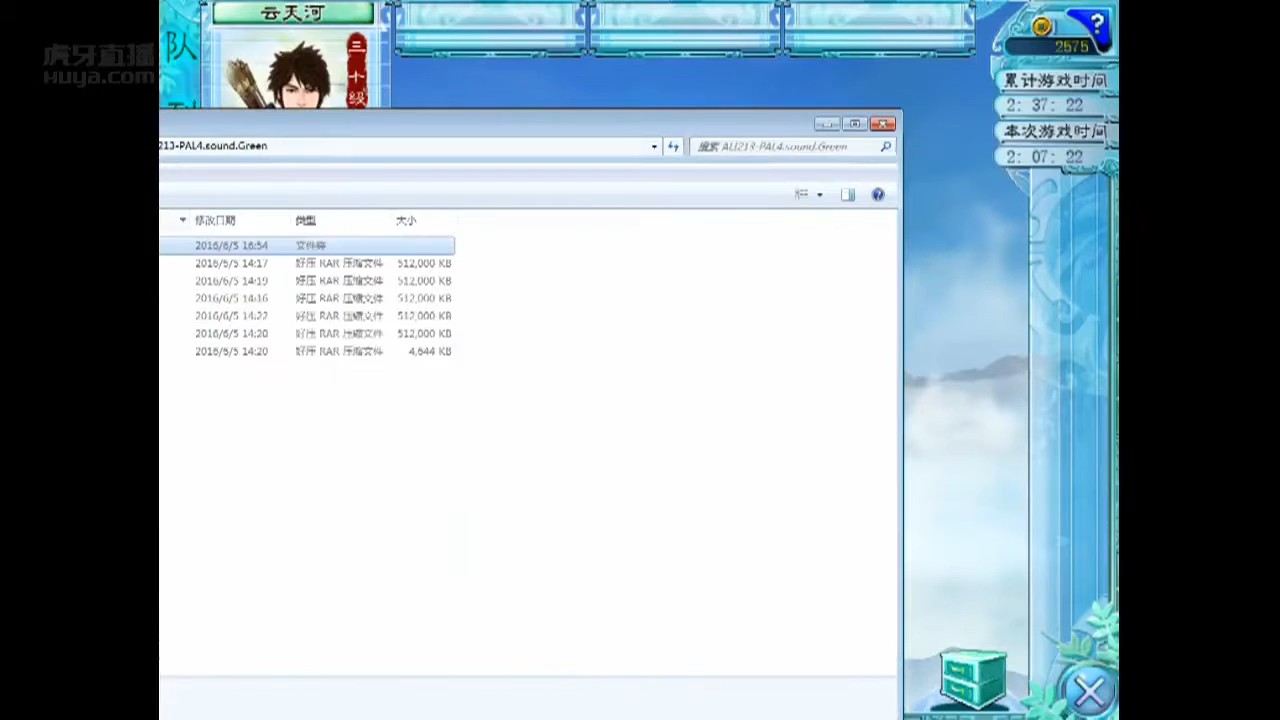 云天河
三十级
队
虎牙直播
Huya.com
2575
累计游戏时间
2: 37: 22
本次游戏时间
2: 07: 22
213-PAL4.sound.Green
搜索 ALI213-PAL4.sound.Green
修改日期 类型 大小
2016/6/5 16:54 文件夹
2016/6/5 14:17 好压 RAR 压缩文件 512,000 KB
2016/6/5 14:19 好压 RAR 压缩文件 512,000 KB
2016/6/5 14:16 好压 RAR 压缩文件 512,000 KB
2016/6/5 14:22 好压 RAR 压缩文件 512,000 KB
2016/6/5 14:20 好压 RAR 压缩文件 512,000 KB
2016/6/5 14:20 好压 RAR 压缩文件 4,644 KB